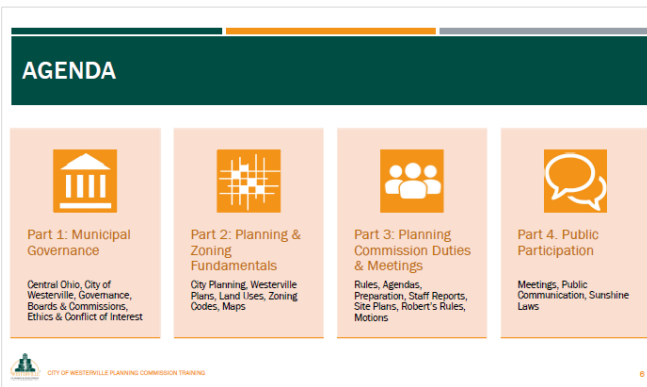 AGENDA
Part 1: Municipal
Governance
Central Ohio, City of
Westerville, Governance,
Boards & Commissions,
Ethics & Conflict of Interest
Part 2: Planning &
Zoning
Fundamentals
City Planning, Westerville
Plans, Land Uses, Zoning
Codes, Maps
Part 3: Planning
Commission Duties
& Meetings
Rules, Agendas,
Preparation, Staff Reports,
Site Plans, Robert's Rules,
Motions
Part 4. Public
Participation
Meetings, Public
Communication, Sunshine
Laws
CITY OF WESTERVILLE PLANNING COMMISSION TRAINING
6